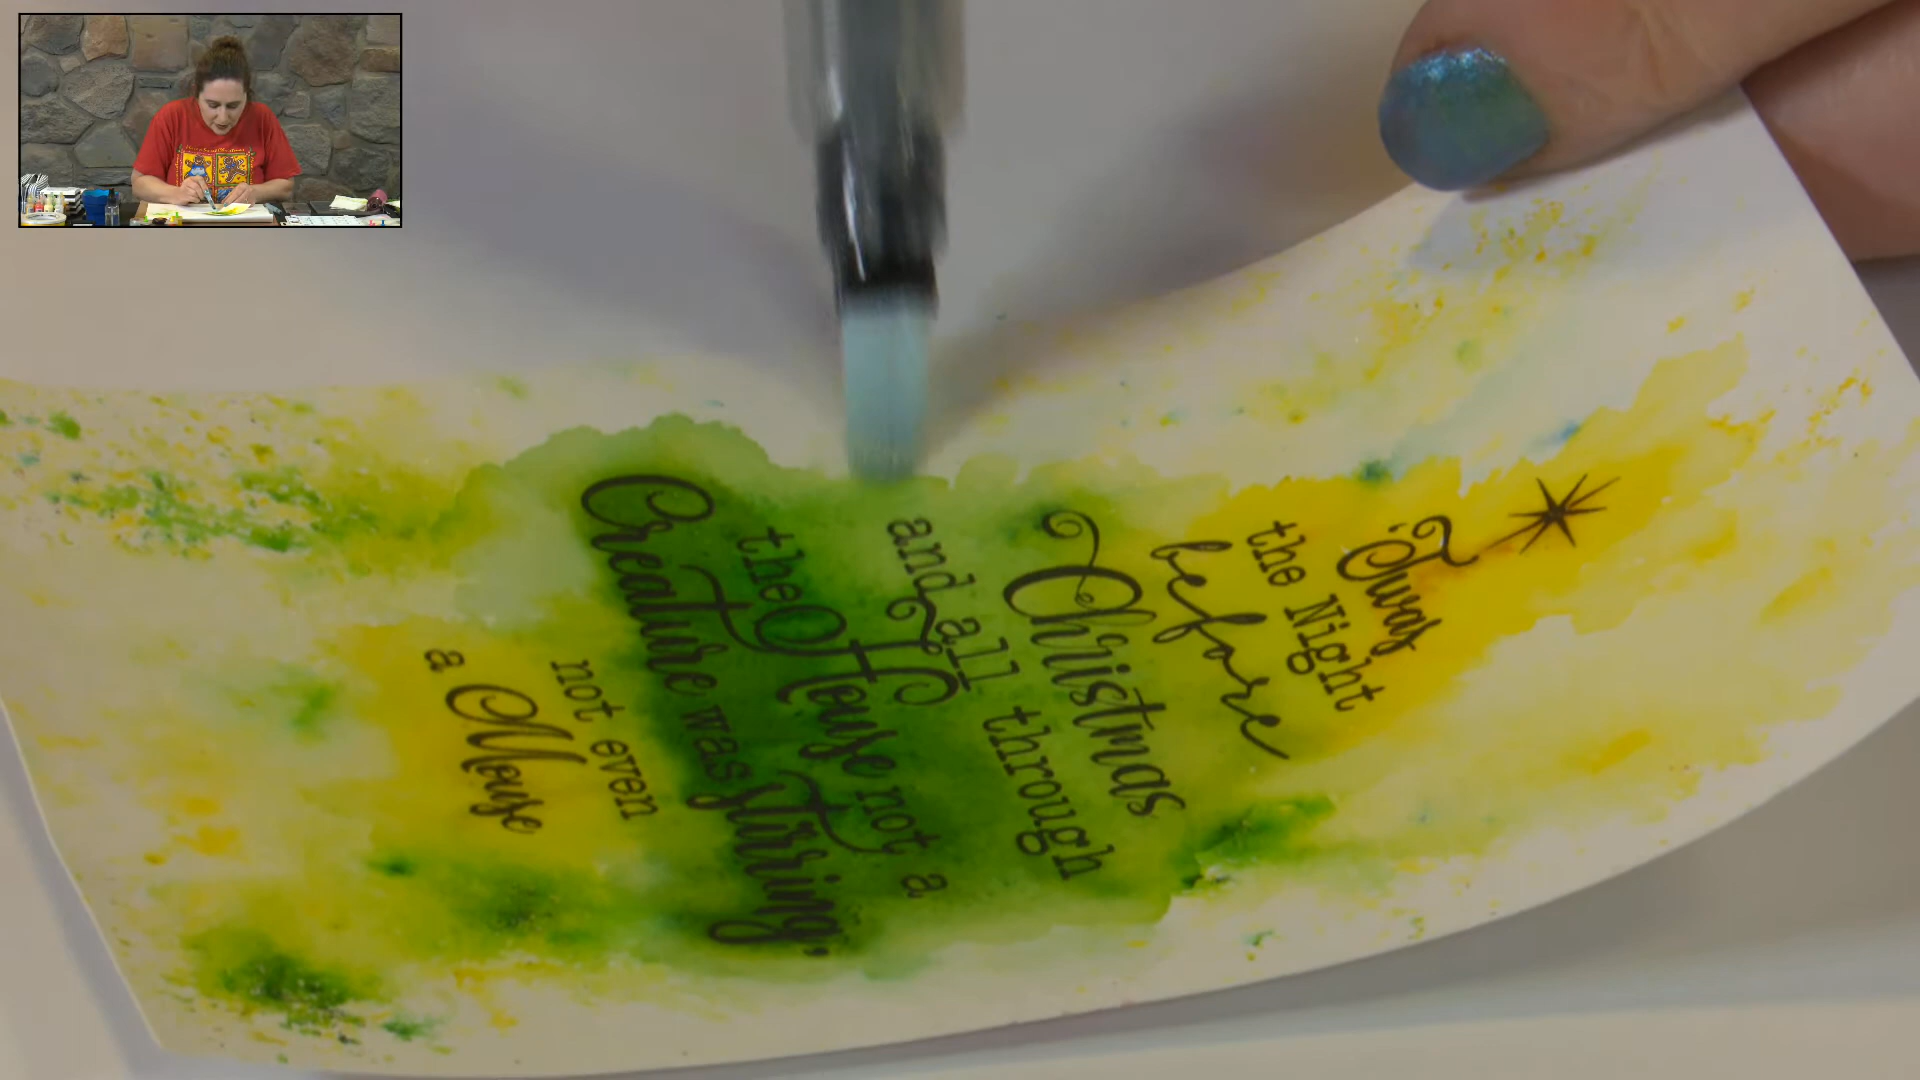 'Twas
the Night
before
Christmas
and all through
the House not a
Creature was stirring,
not even
a Mouse